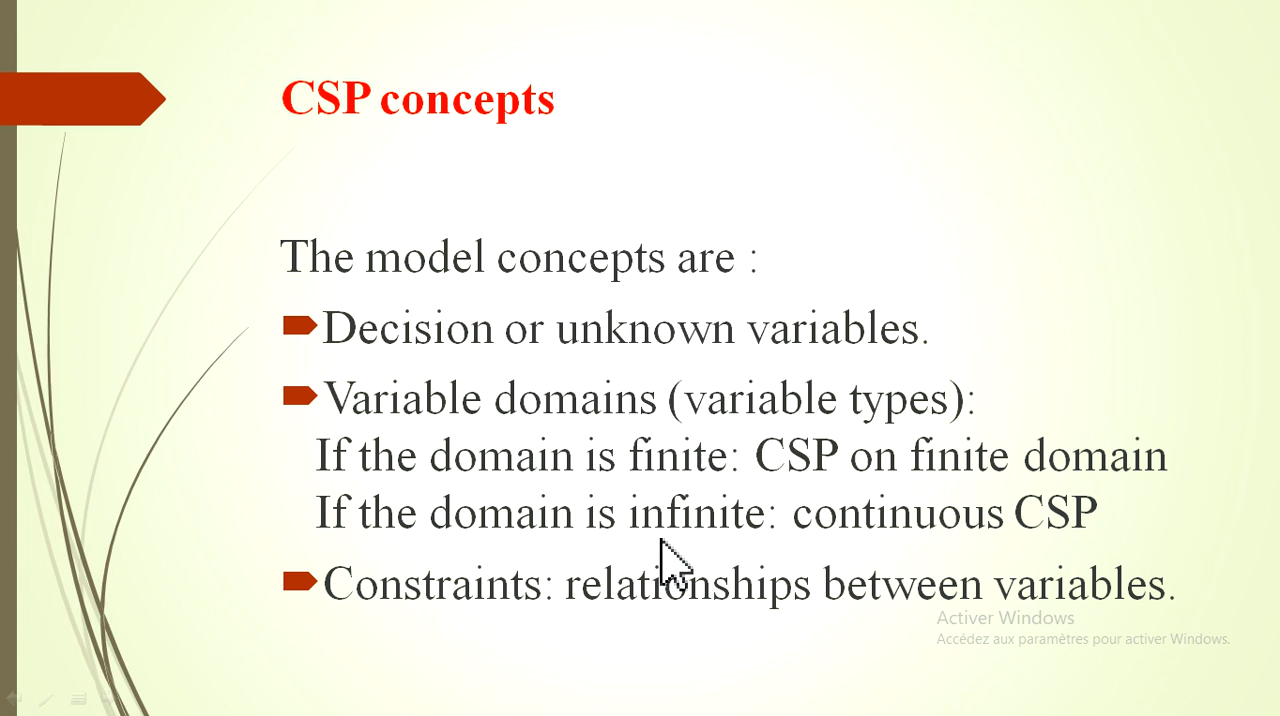 CSP concepts
The model concepts are :
Decision or unknown variables.
Variable domains (variable types):
If the domain is finite: CSP on finite domain
If the domain is infinite: continuous CSP
Constraints: relationships between variables.
Activer Windows
Accédez aux paramètres pour activer Windows.